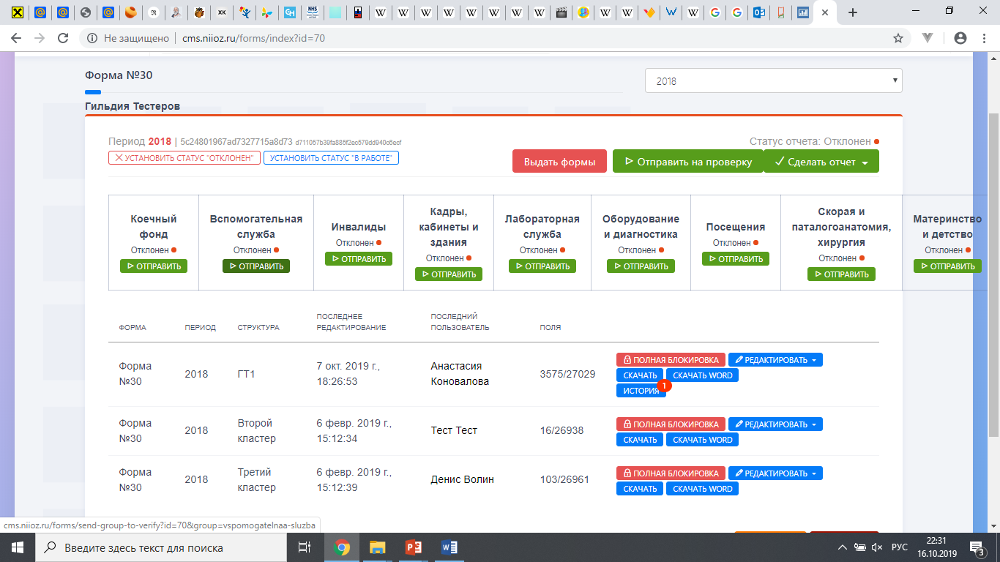 Не защищено
cms.niioz.ru/forms/index?id=70
Форма №30
2018
Гильдия Тестеров
Период 2018 | 5c24801967ad7327715a8d73 d711057b39fa885f2ec579dd940c6ecf
Статус отчета: Отклонен
УСТАНОВИТЬ СТАТУС "ОТКЛОНЕН"
УСТАНОВИТЬ СТАТУС "В РАБОТЕ"
Выдать формы
Отправить на проверку
Сделать отчет
Коечный
фонд
Отклонен
ОТПРАВИТЬ
Вспомогательная
служба
Отклонен
ОТПРАВИТЬ
Инвалиды
Отклонен
ОТПРАВИТЬ
Кадры,
кабинеты и
здания
Отклонен
ОТПРАВИТЬ
Лабораторная
служба
Отклонен
ОТПРАВИТЬ
Оборудование
и диагностика
Отклонен
ОТПРАВИТЬ
Посещения
Отклонен
ОТПРАВИТЬ
Скорая и
паталогоанатомия,
хирургия
Отклонен
ОТПРАВИТЬ
Материнство
и детство
Отклонен
ОТПРАВИТЬ
ФОРМА
ПЕРИОД
СТРУКТУРА
ПОСЛЕДНЕЕ
РЕДАКТИРОВАНИЕ
ПОСЛЕДНИЙ
ПОЛЬЗОВАТЕЛЬ
ПОЛЯ
Форма
№30
2018
ГТ1
7 окт. 2019 г.,
18:26:53
Анастасия
Коновалова
3575/27029
ПОЛНАЯ БЛОКИРОВКА
РЕДАКТИРОВАТЬ
СКАЧАТЬ
СКАЧАТЬ WORD
ИСТОРИЯ
1
Форма
№30
2018
Второй
кластер
6 февр. 2019 г.,
15:12:34
Тест Тест
16/26938
ПОЛНАЯ БЛОКИРОВКА
РЕДАКТИРОВАТЬ
СКАЧАТЬ
СКАЧАТЬ WORD
Форма
№30
2018
Третий
кластер
6 февр. 2019 г.,
15:12:39
Денис Волин
103/26961
ПОЛНАЯ БЛОКИРОВКА
РЕДАКТИРОВАТЬ
СКАЧАТЬ
СКАЧАТЬ WORD
cms.niioz.ru/forms/send-group-to-verify?id=70&group=vspomogatelnaa-sluzba
Введите здесь текст для поиска
РУС
22:31
16.10.2019
3